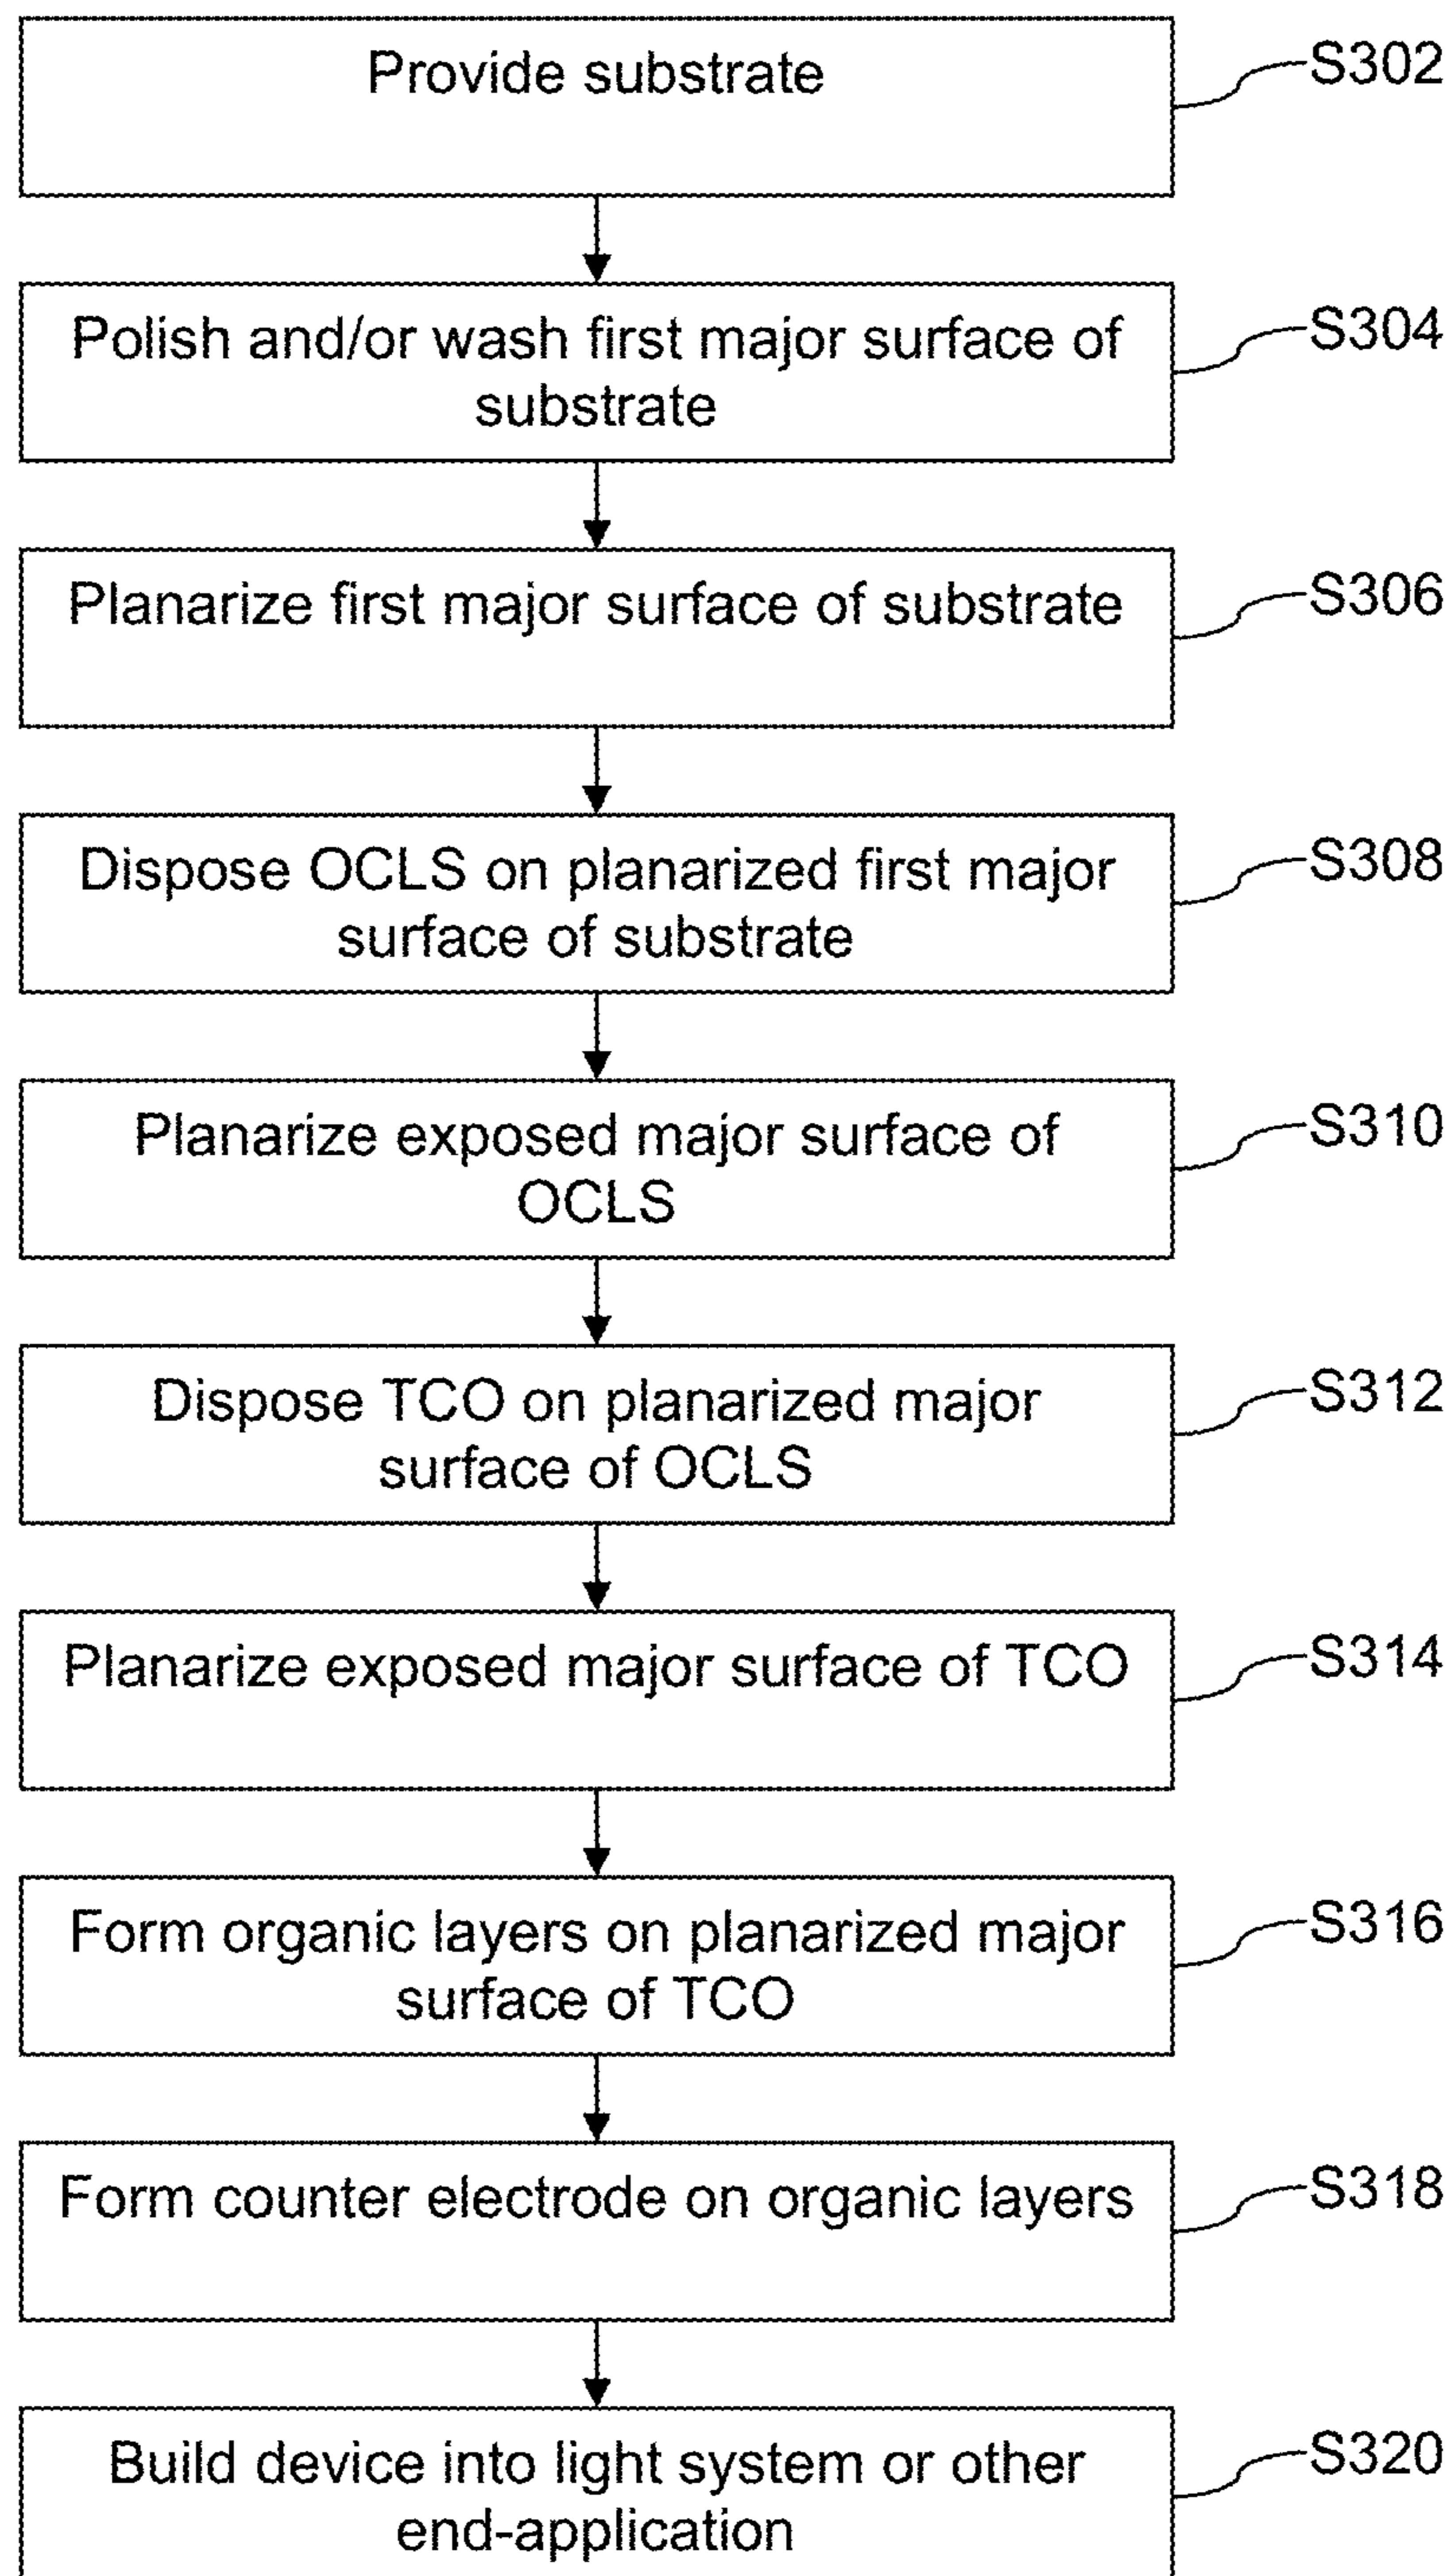 Provide substrate
S302
Polish and/or wash first major surface of
substrate
S304
Planarize first major surface of substrate
S306
Dispose OCLS on planarized first major
surface of substrate
S308
Planarize exposed major surface of
OCLS
S310
Dispose TCO on planarized major
surface of OCLS
S312
Planarize exposed major surface of TCO
S314
Form organic layers on planarized major
surface of TCO
S316
Form counter electrode on organic layers
S318
Build device into light system or other
end-application
S320